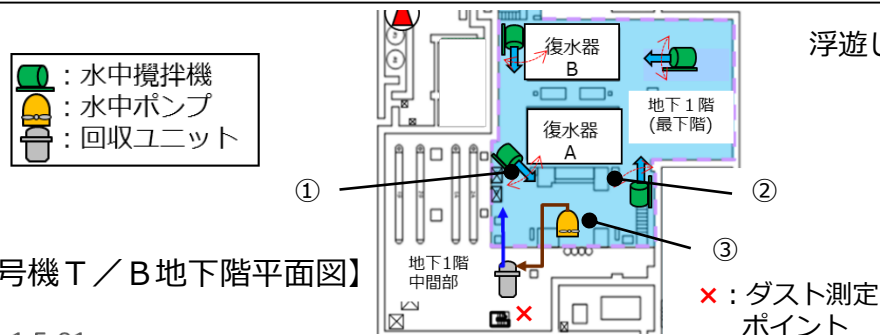 ：水中攪拌機
：水中ポンプ
：回収ユニット
浮遊し
復水器
B
地下１階
(最下階)
復水器
A
①
②
③
号機Ｔ／Ｂ地下階平面図】
地下1階
中間部
×：ダスト測定
ポイント